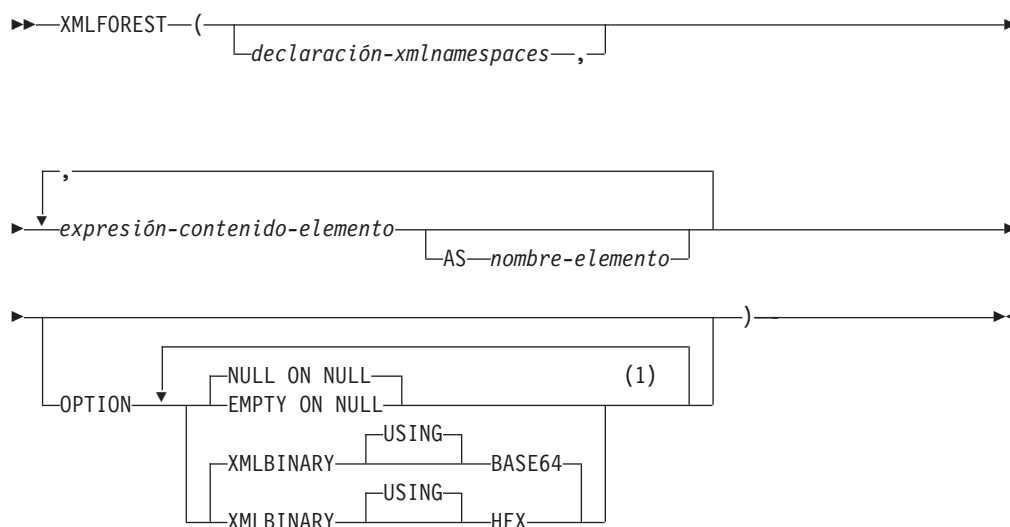 XMLFOREST (
declaración-xmlnamespaces ,
,
expresión-contenido-elemento
AS nombre-elemento
)
NULL ON NULL (1)
OPTION EMPTY ON NULL
USING
XMLBINARY BASE64
USING
XMLBINARY HEX